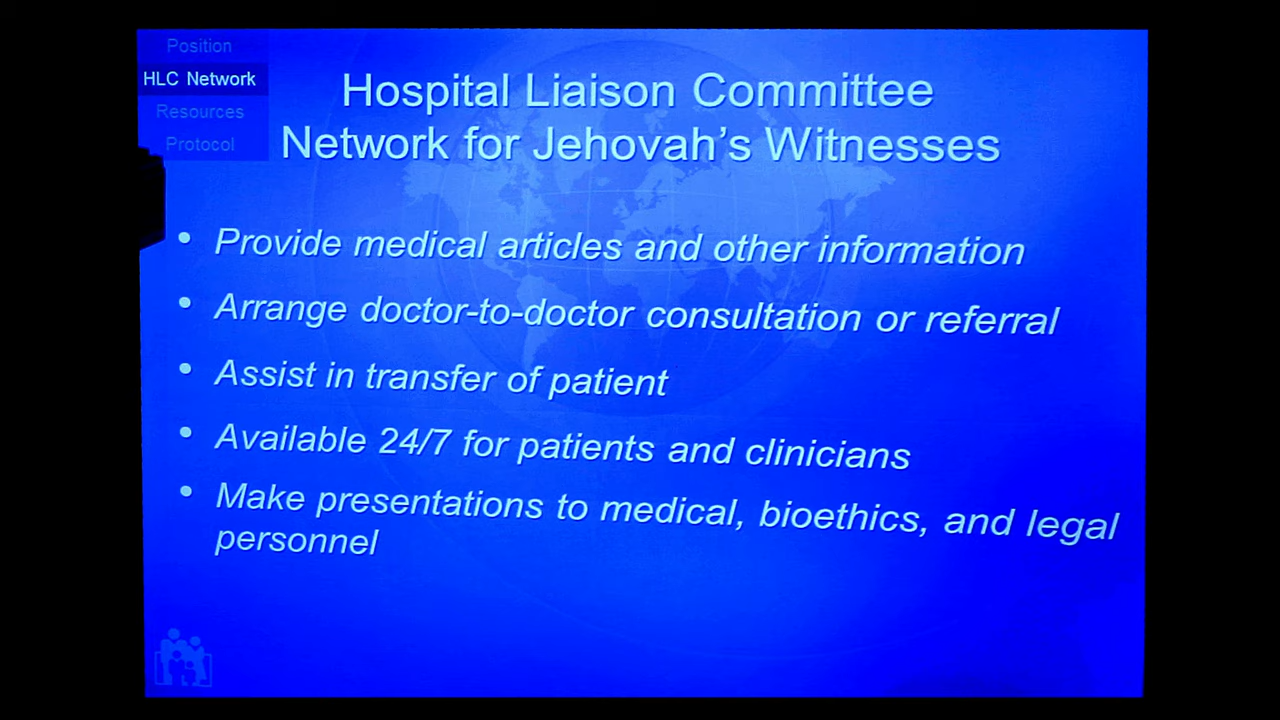 Position
HLC Network
Resources
Protocol
Hospital Liaison Committee
Network for Jehovah's Witnesses
• Provide medical articles and other information
• Arrange doctor-to-doctor consultation or referral
• Assist in transfer of patient
• Available 24/7 for patients and clinicians
• Make presentations to medical, bioethics, and legal
personnel